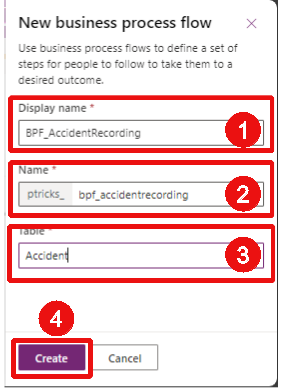 New business process flow
Use business process flows to define a set of
steps for people to follow to take them to a
desired outcome.
Display name *
BPF_AccidentRecording
1
Name *
ptricks_ bpf_accidentrecording
2
Table *
Accident
3
4
Create Cancel